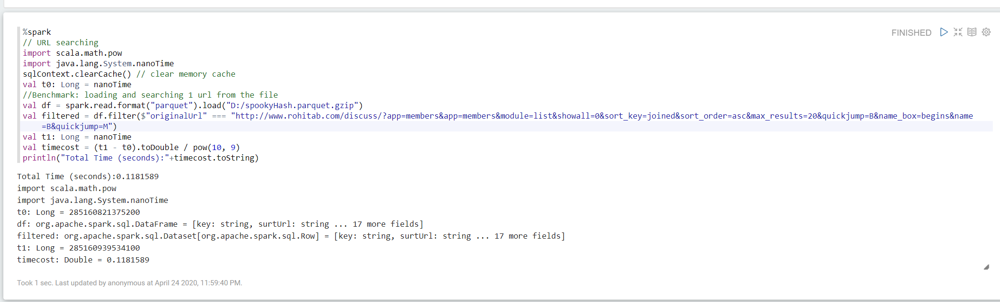 %spark
FINISHED
// URL searching
import scala.math.pow
import java.lang.System.nanoTime
sqlContext.clearCache() // clear memory cache
val t0: Long = nanoTime
//Benchmark: loading and searching 1 url from the file
val df = spark.read.format("parquet").load("D:/spookyHash.parquet.gzip")
val filtered = df.filter($"originalUrl" === "http://www.rohitab.com/discuss/?app=members&app=members&module=list&showall=0&sort_key=joined&sort_order=asc&max_results=20&quickjump=B&name_box=begins&name
=B&quickjump=M")
val t1: Long = nanoTime
val timecost = (t1 - t0).toDouble / pow(10, 9)
println("Total Time (seconds):"+timecost.toString)
Total Time (seconds):0.1181589
import scala.math.pow
import java.lang.System.nanoTime
t0: Long = 285160821375200
df: org.apache.spark.sql.DataFrame = [key: string, surtUrl: string ... 17 more fields]
filtered: org.apache.spark.sql.Dataset[org.apache.spark.sql.Row] = [key: string, surtUrl: string ... 17 more fields]
t1: Long = 285160939534100
timecost: Double = 0.1181589
Took 1 sec. Last updated by anonymous at April 24 2020, 11:59:40 PM.